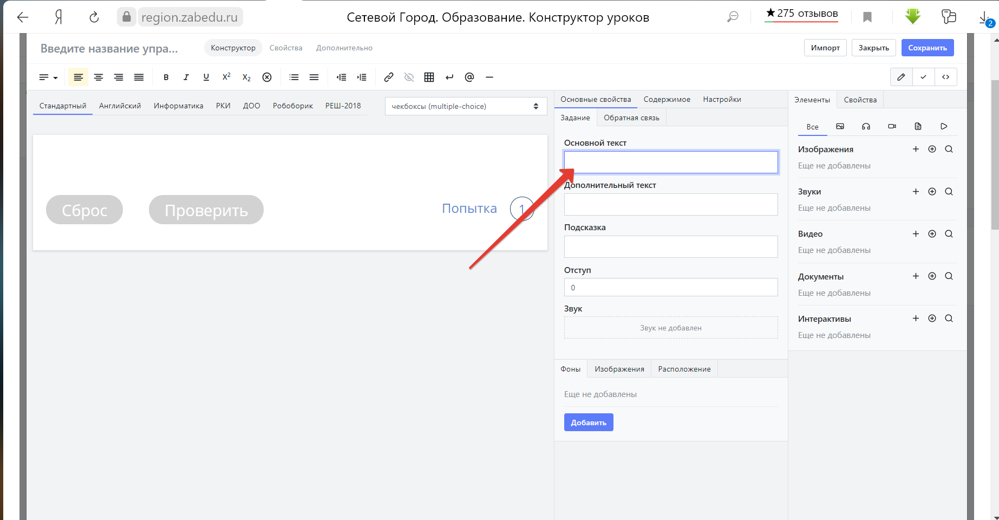 region.zabedu.ru
Сетевой Город. Образование. Конструктор уроков
★275 отзывов
2
Введите название упра...
Конструктор
Свойства
Дополнительно
Импорт
Закрыть
Сохранить
B I U X² X₂
Стандартный
Английский
Информатика
РКИ
ДОО
Робоборик
РЕШ-2018
чекбоксы (multiple-choice)
Сброс
Проверить
Попытка
1
Основные свойства
Содержимое
Настройки
Задание
Обратная связь
Основной текст
Дополнительный текст
Подсказка
Отступ
0
Звук
Звук не добавлен
Фоны
Изображения
Расположение
Еще не добавлены
Добавить
Элементы
Свойства
Все
Изображения
Еще не добавлены
Звуки
Еще не добавлены
Видео
Еще не добавлены
Документы
Еще не добавлены
Интерактивы
Еще не добавлены